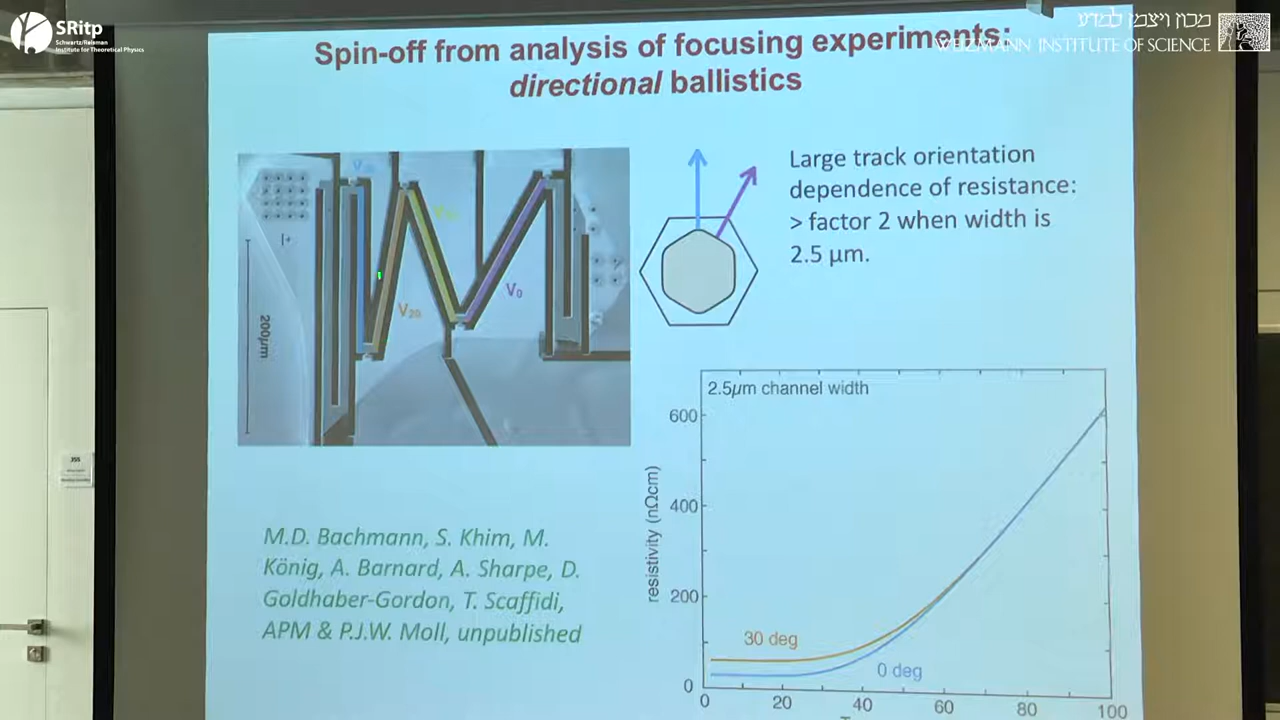 SRitp
Schwartz/Reisman
Institute for Theoretical Physics
מכון ויצמן למדע
WEIZMANN INSTITUTE OF SCIENCE
Spin-off from analysis of focusing experiments:
directional ballistics
I+
200µm
V₂₀
V₀
Large track orientation
dependence of resistance:
> factor 2 when width is
2.5 µm.
M.D. Bachmann, S. Khim, M.
König, A. Barnard, A. Sharpe, D.
Goldhaber-Gordon, T. Scaffidi,
APM & P.J.W. Moll, unpublished
2.5µm channel width
resistivity (nΩcm)
600
400
200
0
30 deg
0 deg
0 20 40 60 80 100